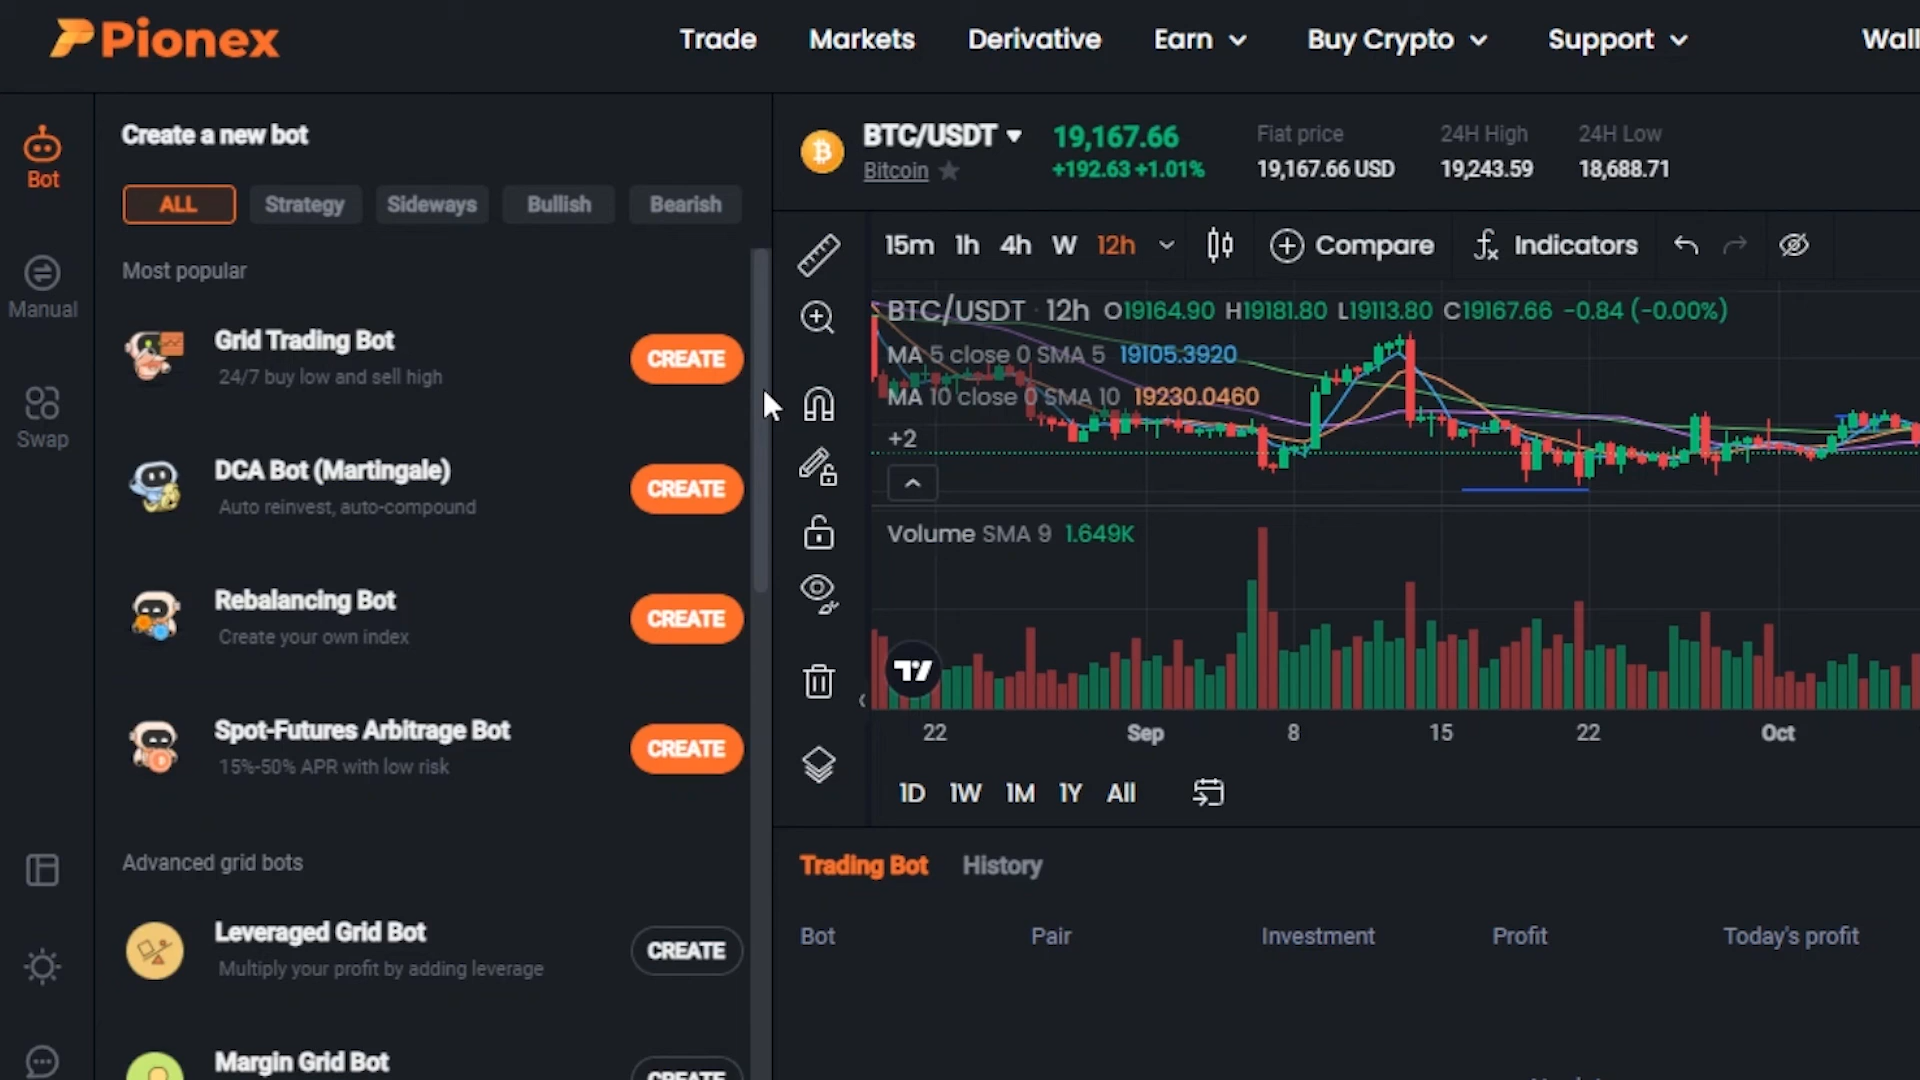 Pionex
Trade Markets Derivative Earn Buy Crypto Support Wall
Bot
Manual
Swap
Create a new bot
ALL Strategy Sideways Bullish Bearish
Most popular
Grid Trading Bot
24/7 buy low and sell high
CREATE
DCA Bot (Martingale)
Auto reinvest, auto-compound
CREATE
Rebalancing Bot
Create your own index
CREATE
Spot-Futures Arbitrage Bot
15%-50% APR with low risk
CREATE
Advanced grid bots
Leveraged Grid Bot
Multiply your profit by adding leverage
CREATE
Margin Grid Bot
CREATE
BTC/USDT
Bitcoin
19,167.66
+192.63 +1.01%
Fiat price
19,167.66 USD
24H High
19,243.59
24H Low
18,688.71
15m 1h 4h W 12h Compare Indicators
BTC/USDT · 12h O19164.90 H19181.80 L19113.80 C19167.66 −0.84 (−0.00%)
MA 5 close 0 SMA 5 19105.3920
MA 10 close 0 SMA 10 19230.0460
+2
Volume SMA 9 1.649K
22 Sep 8 15 22 Oct
1D 1W 1M 1Y All
Trading Bot History
Bot Pair Investment Profit Today's profit